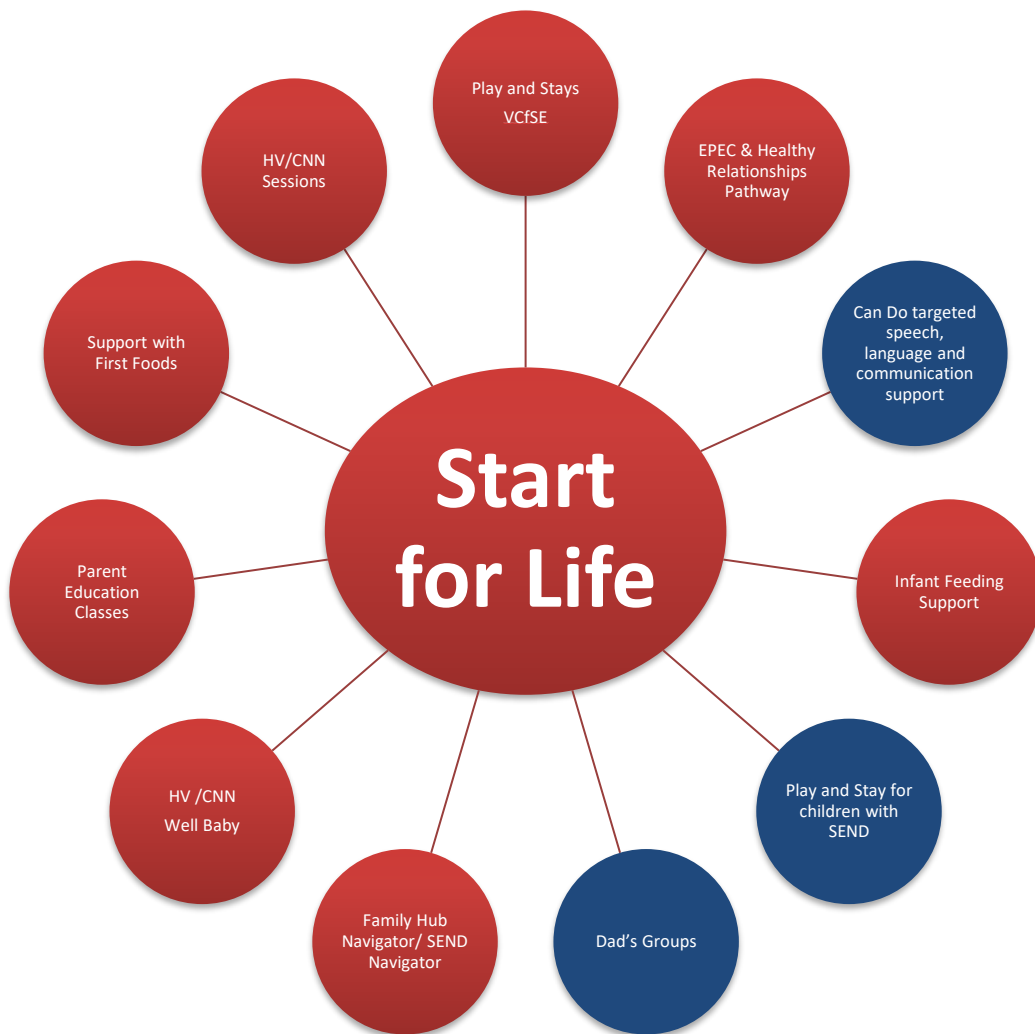 Play and Stays
VCfSE
EPEC & Healthy
Relationships
Pathway
Can Do targeted
speech,
language and
communication
support
Infant Feeding
Support
Play and Stay for
children with
SEND
Dad’s Groups
Family Hub
Navigator/ SEND
Navigator
HV /CNN
Well Baby
Parent
Education
Classes
Support with
First Foods
HV/CNN
Sessions
Start
for Life